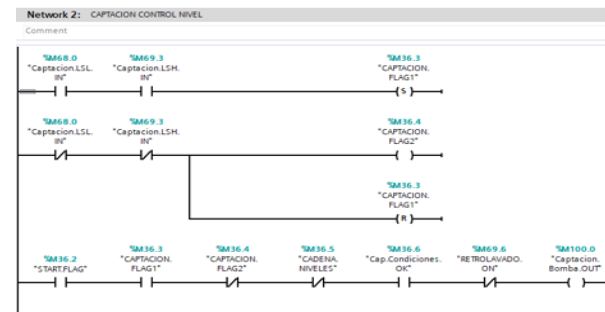 Network 2: CAPTACION CONTROL NIVEL
Comment
%M68.0 %M69.3 %M36.3
"Captacion.LSL. "Captacion.LSH. "CAPTACION.
IN" IN" FLAG1"
S
%M68.0 %M69.3 %M36.4
"Captacion.LSL. "Captacion.LSH. "CAPTACION.
IN" IN" FLAG2"
%M36.3
"CAPTACION.
FLAG1"
R
%M36.3 %M36.4 %M36.5 %M36.6 %M69.6 %M100.0
%M36.2 "CAPTACION. "CAPTACION. "CADENA. "Cap.Condiciones. "RETROLAVADO. "Captacion.
"START.FLAG" FLAG1" FLAG2" NIVELES" OK" ON" Bomba.OUT"